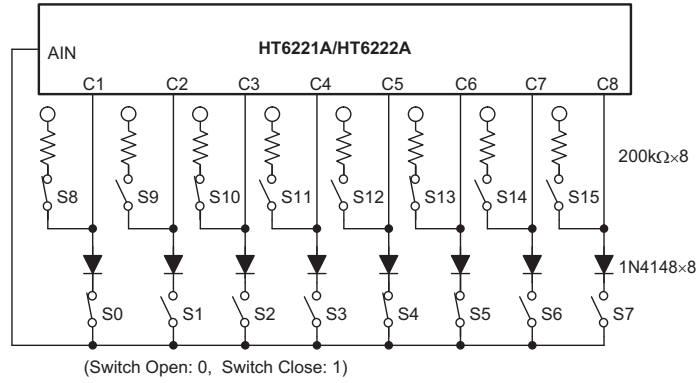 HT6221A/HT6222A
AIN
C1 C2 C3 C4 C5 C6 C7 C8
200kΩ×8
S8 S9 S10 S11 S12 S13 S14 S15
1N4148×8
S0 S1 S2 S3 S4 S5 S6 S7
(Switch Open: 0, Switch Close: 1)